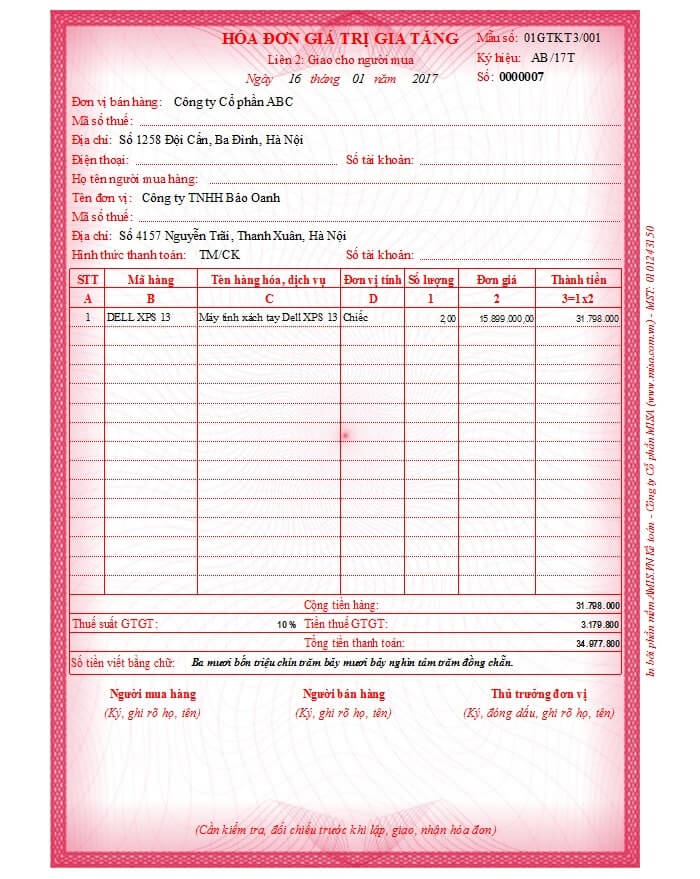 HÓA ĐƠN GIÁ TRỊ GIA TĂNG
Mẫu số: 01GTKT3/001
Liên 2: Giao cho người mua
Ký hiệu: AB/17T
Ngày 16 tháng 01 năm 2017
Số: 0000007
Đơn vị bán hàng: Công ty Cổ phần ABC
Mã số thuế:
Địa chỉ: Số 1258 Đội Cấn, Ba Đình, Hà Nội
Điện thoại: Số tài khoản:
Họ tên người mua hàng:
Tên đơn vị: Công ty TNHH Bảo Oanh
Mã số thuế:
Địa chỉ: Số 4157 Nguyễn Trãi, Thanh Xuân, Hà Nội
Hình thức thanh toán: TM/CK Số tài khoản:
STT Mã hàng Tên hàng hóa, dịch vụ Đơn vị tính Số lượng Đơn giá Thành tiền
A B C D 1 2 3=1x2
1 DELL XPS 13 Máy tính xách tay Dell XPS 13 Chiếc 2,00 15.899.000,00 31.798.000
Cộng tiền hàng: 31.798.000
Thuế suất GTGT: 10 % Tiền thuế GTGT: 3.179.800
Tổng tiền thanh toán: 34.977.800
Số tiền viết bằng chữ: Ba mươi bốn triệu chín trăm bảy mươi bảy nghìn tám trăm đồng chẵn.
Người mua hàng Người bán hàng Thủ trưởng đơn vị
(Ký, ghi rõ họ, tên) (Ký, ghi rõ họ, tên) (Ký, đóng dấu, ghi rõ họ, tên)
(Cần kiểm tra, đối chiếu trước khi lập, giao, nhận hóa đơn)
In bởi phần mềm AMIS.VN Kế toán - Công ty Cổ phần MISA (www.misa.com.vn) - MST: 0101243150